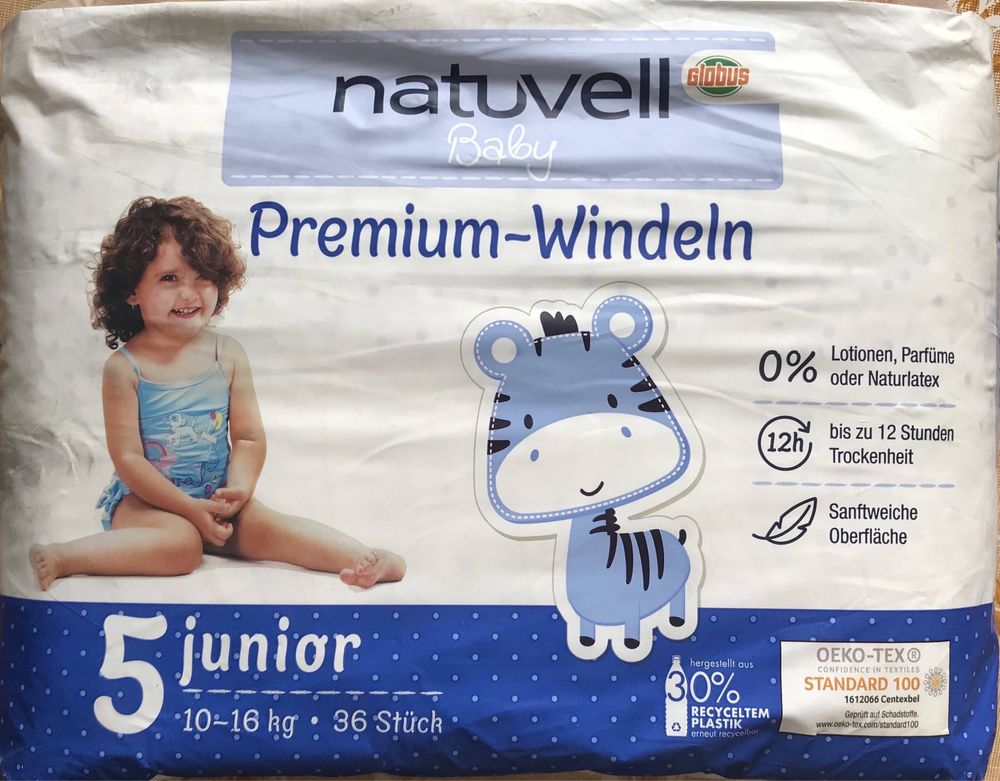 natuvell
Globus
Baby
Premium-Windeln
0% Lotionen, Parfüme
oder Naturlatex
12h bis zu 12 Stunden
Trockenheit
Sanftweiche
Oberfläche
5 junior
10-16 kg • 36 Stück
hergestellt aus
30%
RECYCELTEM
PLASTIK
erneut recycelbar
OEKO-TEX®
CONFIDENCE IN TEXTILES
STANDARD 100
1612066 Centexbel
Geprüft auf Schadstoffe.
www.oeko-tex.com/standard100